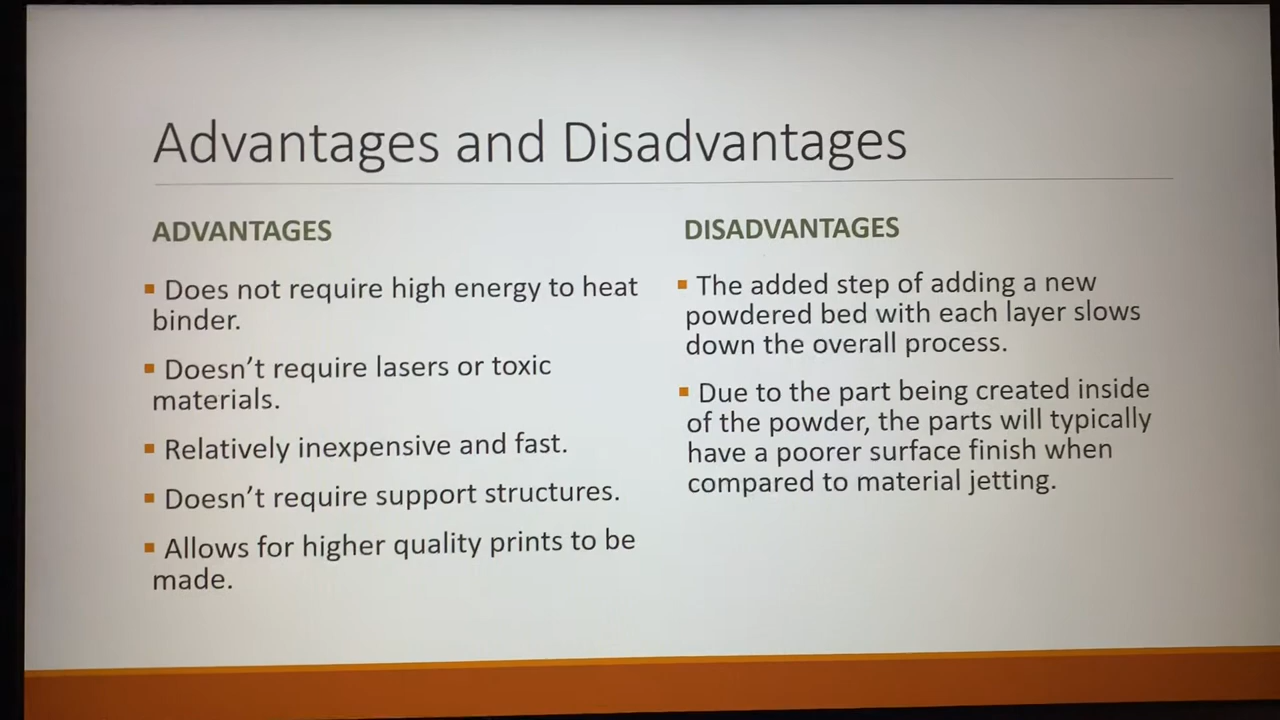 Advantages and Disadvantages
ADVANTAGES
Does not require high energy to heat
binder.
Doesn’t require lasers or toxic
materials.
Relatively inexpensive and fast.
Doesn’t require support structures.
Allows for higher quality prints to be
made.
DISADVANTAGES
The added step of adding a new
powdered bed with each layer slows
down the overall process.
Due to the part being created inside
of the powder, the parts will typically
have a poorer surface finish when
compared to material jetting.